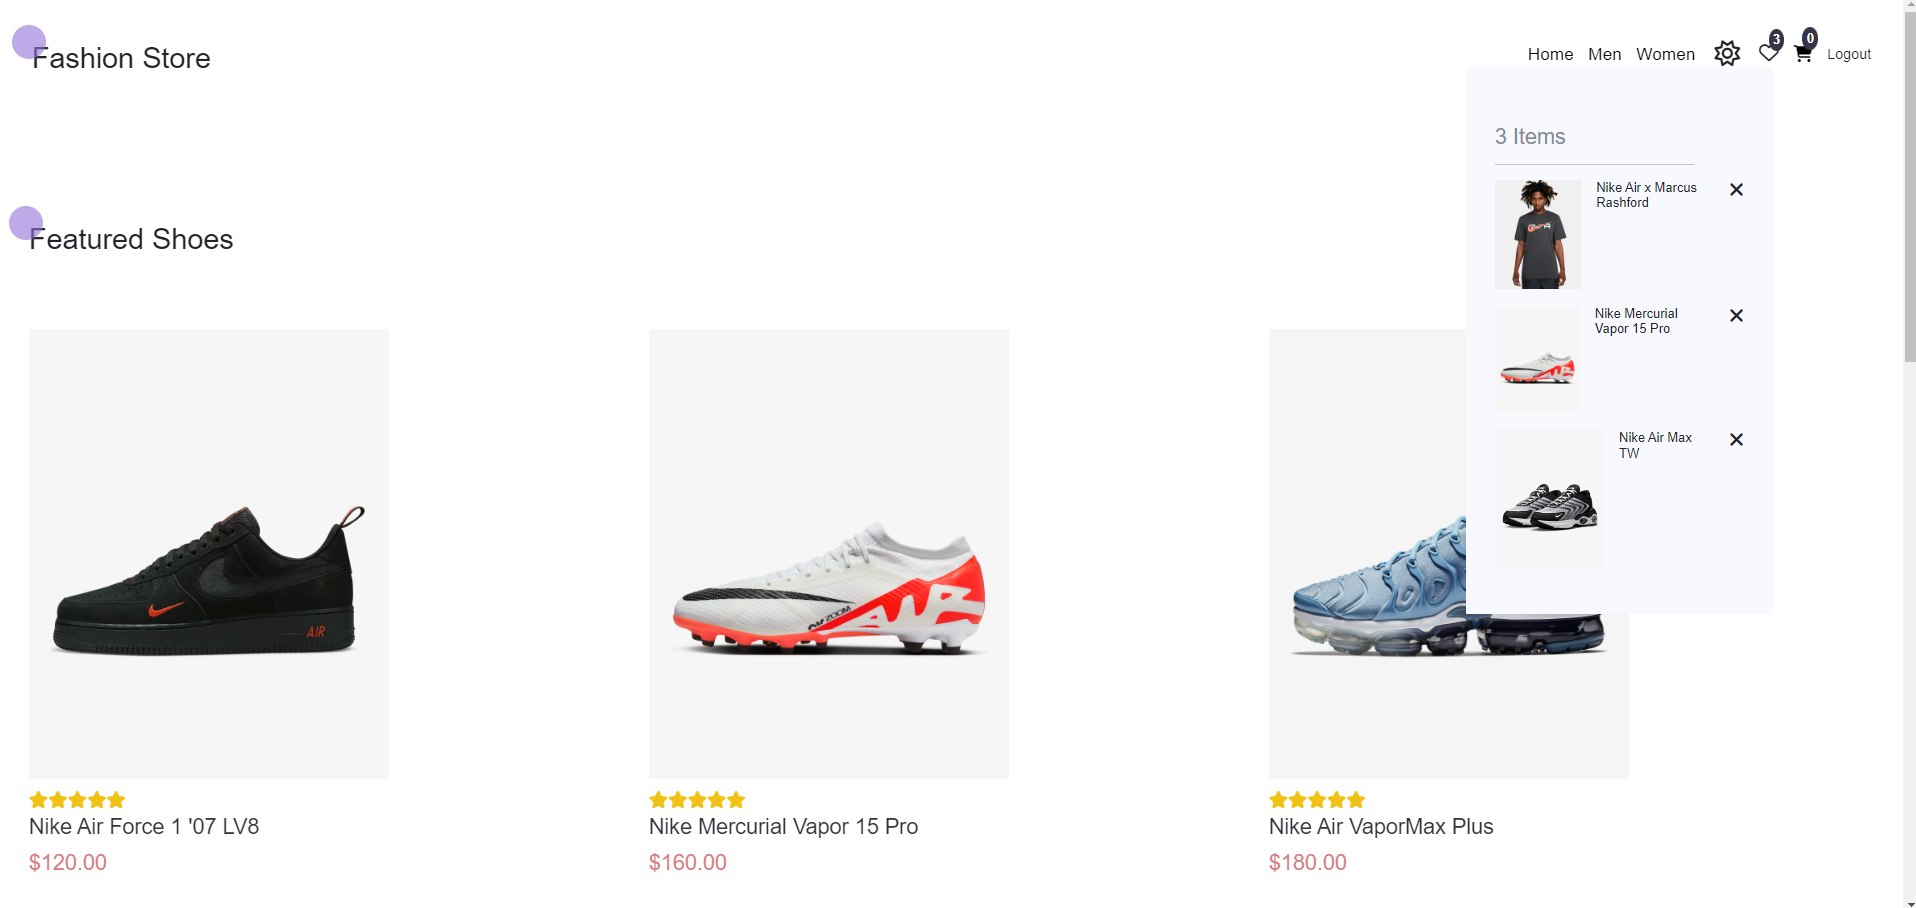 Fashion Store
Home Men Women 3 0 Logout
3 Items
Nike Air x Marcus
Rashford
Nike Mercurial
Vapor 15 Pro
Nike Air Max
TW
Featured Shoes
AIR
ZOOM
Nike Air Force 1 '07 LV8
$120.00
Nike Mercurial Vapor 15 Pro
$160.00
Nike Air VaporMax Plus
$180.00